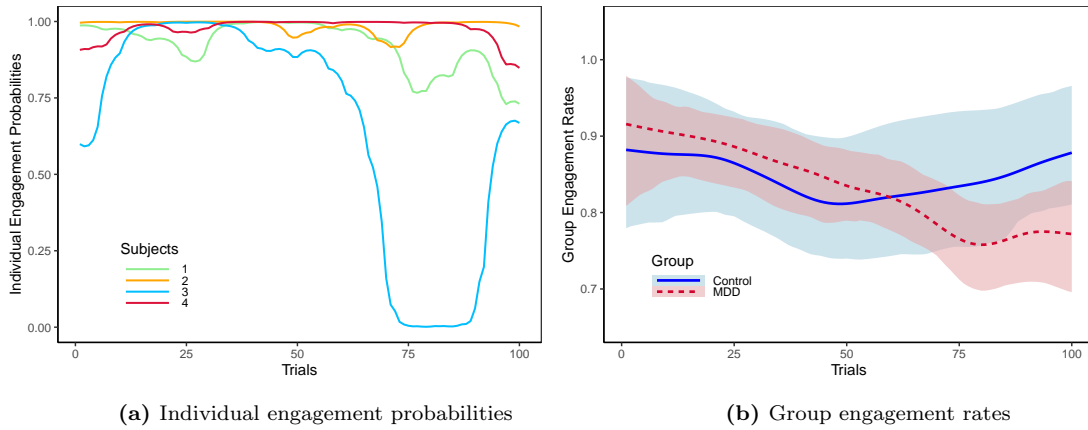 Individual Engagement Probabilities
1.00
0.75
0.50
0.25
0.00
Subjects
1
2
3
4
0
25
50
75
100
Trials
(a) Individual engagement probabilities
Group Engagement Rates
1.0
0.9
0.8
0.7
Group
Control
MDD
0
25
50
75
100
Trials
(b) Group engagement rates